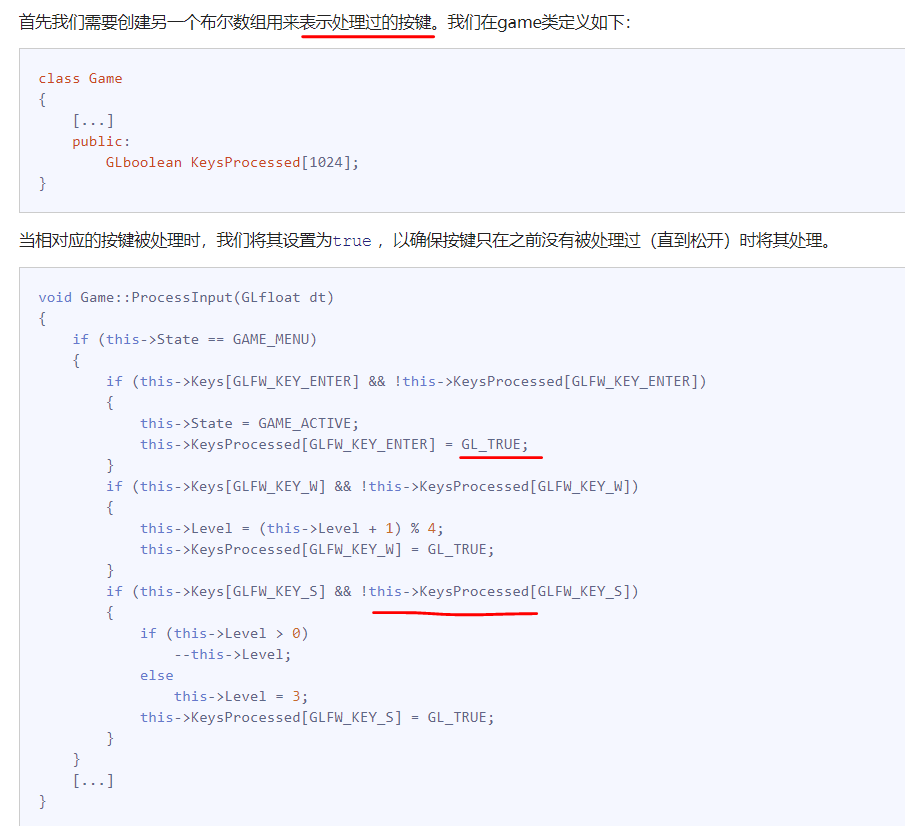 首先我们需要创建另一个布尔数组用来表示处理过的按键。我们在game类定义如下：
class Game
{
    [...]
    public:
        GLboolean KeysProcessed[1024];
}
当相对应的按键被处理时，我们将其设置为true ，以确保按键只在之前没有被处理过（直到松开）时将其处理。
void Game::ProcessInput(GLfloat dt)
{
    if (this->State == GAME_MENU)
    {
        if (this->Keys[GLFW_KEY_ENTER] && !this->KeysProcessed[GLFW_KEY_ENTER])
        {
            this->State = GAME_ACTIVE;
            this->KeysProcessed[GLFW_KEY_ENTER] = GL_TRUE;
        }
        if (this->Keys[GLFW_KEY_W] && !this->KeysProcessed[GLFW_KEY_W])
        {
            this->Level = (this->Level + 1) % 4;
            this->KeysProcessed[GLFW_KEY_W] = GL_TRUE;
        }
        if (this->Keys[GLFW_KEY_S] && !this->KeysProcessed[GLFW_KEY_S])
        {
            if (this->Level > 0)
                --this->Level;
            else
                this->Level = 3;
            this->KeysProcessed[GLFW_KEY_S] = GL_TRUE;
        }
    }
    [...]
}